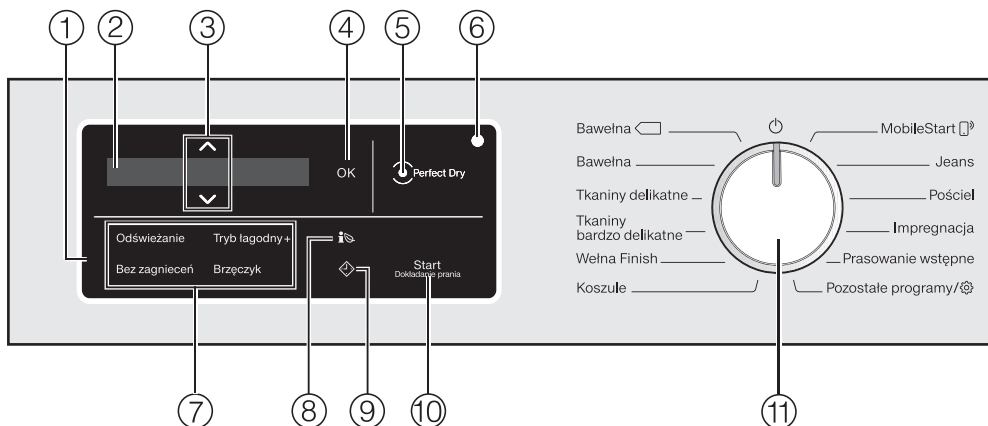 ① ② ③ ④ ⑤ ⑥
OK
Perfect Dry
Odświeżanie Tryb łagodny+
Bez zagnieceń Brzęczyk
Start
Dokładanie prania
Bawełna
Bawełna
Tkaniny delikatne
Tkaniny
bardzo delikatne
Wełna Finish
Koszule
MobileStart
Jeans
Pościel
Impregnacja
Prasowanie wstępne
Pozostałe programy/
⑦ ⑧ ⑨ ⑩ ⑪